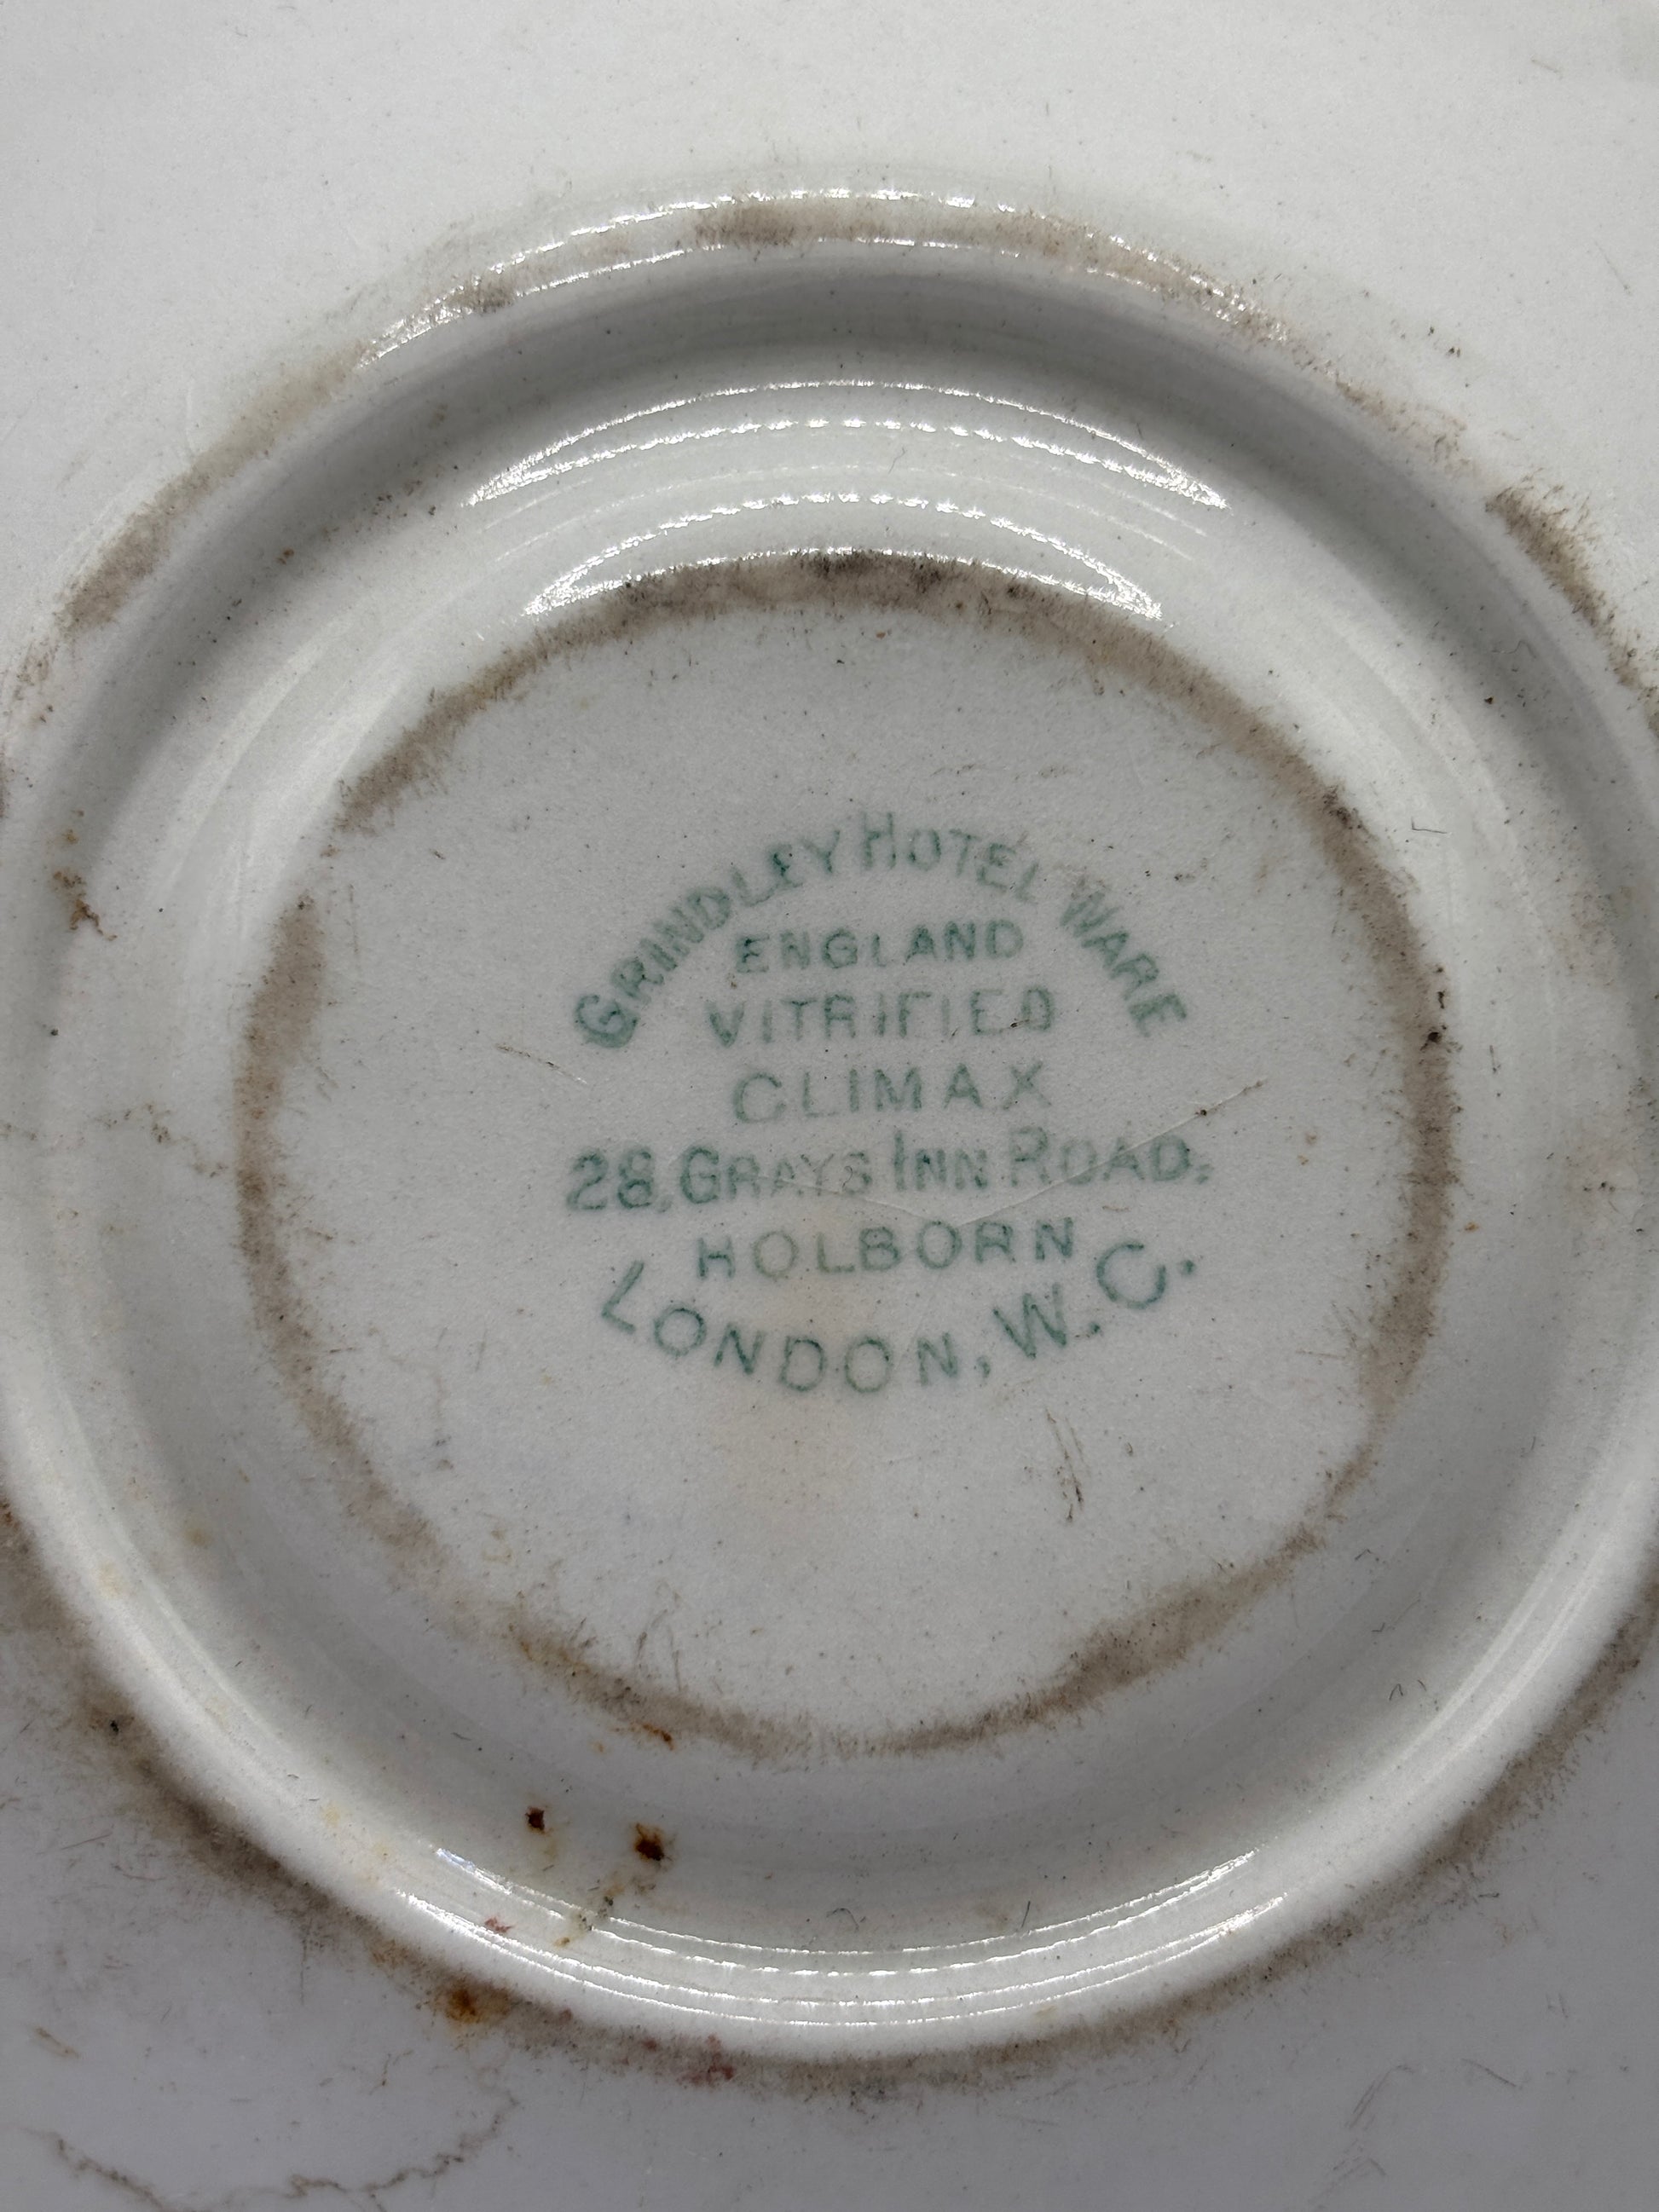 GRINDLEY HOTEL WARE
ENGLAND
VITRIFIED
CLIMAX
28, GRAYS INN ROAD,
HOLBORN
LONDON, W.C.